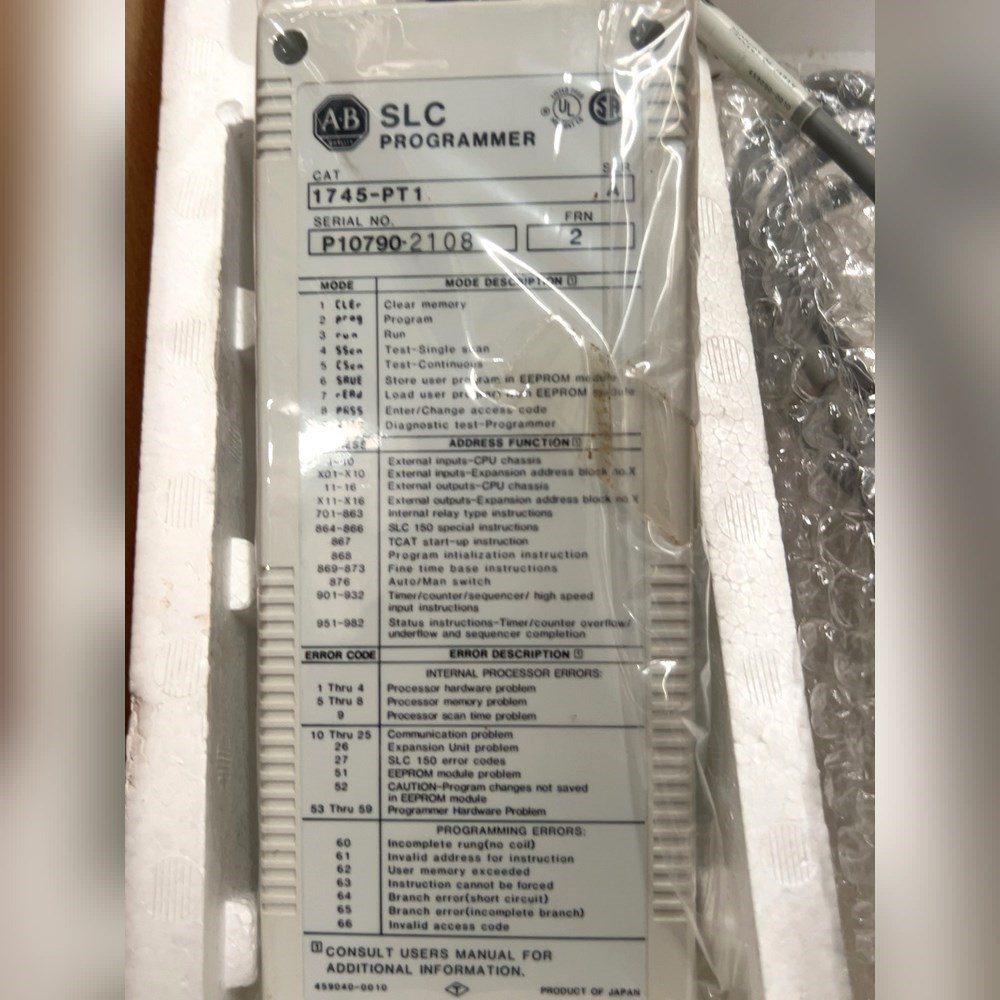 A·B
SLC
PROGRAMMER
UL
CAT
1745-PT1
SERIAL NO. FRN
P10790-2108 2
MODE MODE DESCRIPTION 1
1 CLEr Clear memory
2 Prog Program
3 run Run
4 SScn Test-Single scan
5 CScn Test-Continuous
6 SAUE Store user program in EEPROM module
7 rEAd Load user program from EEPROM module
8 PASS Enter/Change access code
Diagnostic test-Programmer
ADDRESS FUNCTION 1
External inputs-CPU chassis
X01-X10 External inputs-Expansion address block no.X
11-16 External outputs-CPU chassis
X11-X16 External outputs-Expansion address block no.X
701-863 Internal relay type instructions
864-866 SLC 150 special instructions
867 TCAT start-up instruction
868 Program intialization instruction
869-873 Fine time base instructions
876 Auto/Man switch
901-932 Timer/counter/sequencer/ high speed
input instructions
951-982 Status instructions-Timer/counter overflow/
underflow and sequencer completion
ERROR CODE ERROR DESCRIPTION 1
INTERNAL PROCESSOR ERRORS:
1 Thru 4 Processor hardware problem
5 Thru 8 Processor memory problem
9 Processor scan time problem
10 Thru 25 Communication problem
26 Expansion Unit problem
27 SLC 150 error codes
51 EEPROM module problem
52 CAUTION-Program changes not saved
in EEPROM module
53 Thru 59 Programmer Hardware Problem
PROGRAMMING ERRORS:
60 Incomplete rung(no coil)
61 Invalid address for instruction
62 User memory exceeded
63 Instruction cannot be forced
64 Branch error(short circuit)
65 Branch error(incomplete branch)
66 Invalid access code
1 CONSULT USERS MANUAL FOR
ADDITIONAL INFORMATION.
459040-0010 T PRODUCT OF JAPAN